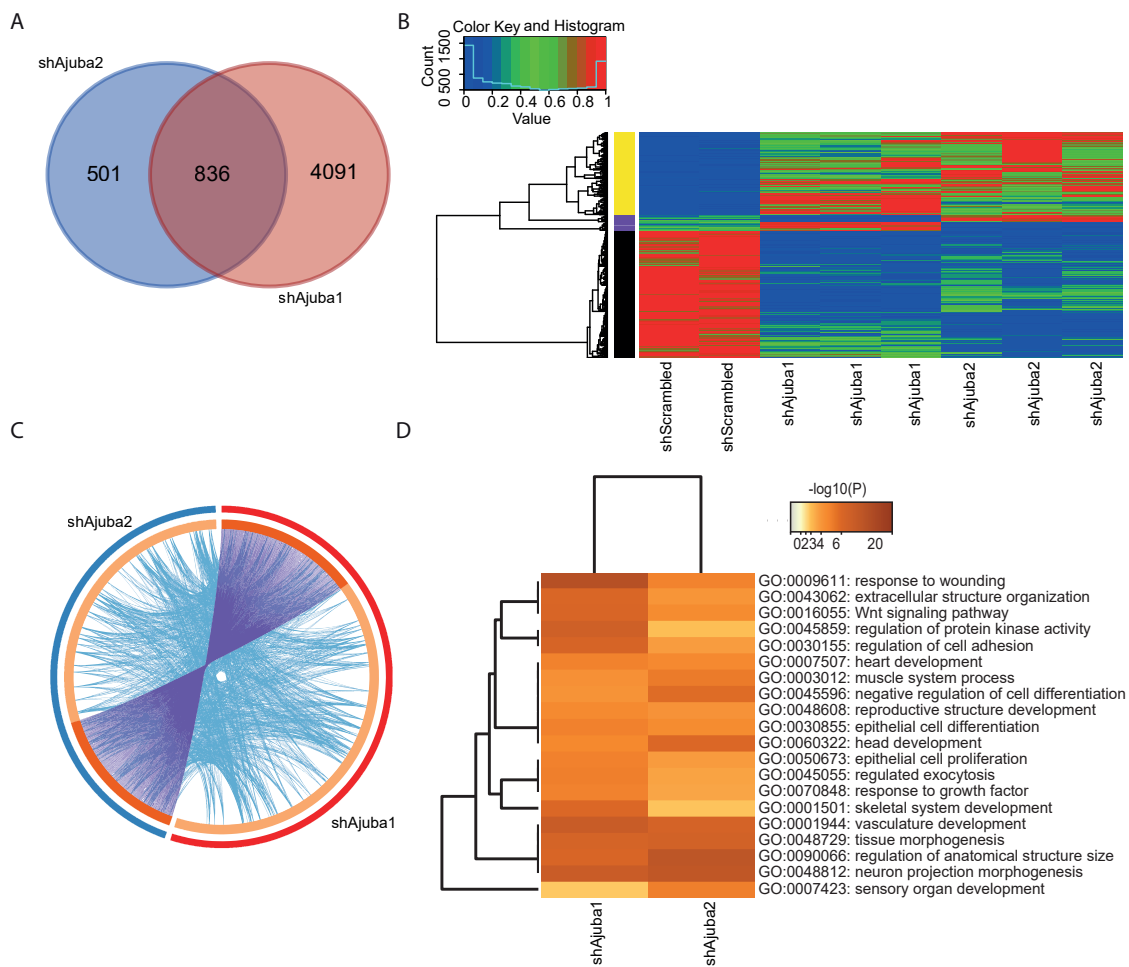 A
shAjuba2
501
836
4091
shAjuba1
B
Color Key and Histogram
Count
0 500 1500
0 0.2 0.4 0.6 0.8 1
Value
shScrambled
shScrambled
shAjuba1
shAjuba1
shAjuba1
shAjuba2
shAjuba2
shAjuba2
C
shAjuba2
shAjuba1
D
-log10(P)
0 2 3 4 6 20
GO:0009611: response to wounding
GO:0043062: extracellular structure organization
GO:0016055: Wnt signaling pathway
GO:0045859: regulation of protein kinase activity
GO:0030155: regulation of cell adhesion
GO:0007507: heart development
GO:0003012: muscle system process
GO:0045596: negative regulation of cell differentiation
GO:0048608: reproductive structure development
GO:0030855: epithelial cell differentiation
GO:0060322: head development
GO:0050673: epithelial cell proliferation
GO:0045055: regulated exocytosis
GO:0070848: response to growth factor
GO:0001501: skeletal system development
GO:0001944: vasculature development
GO:0048729: tissue morphogenesis
GO:0090066: regulation of anatomical structure size
GO:0048812: neuron projection morphogenesis
GO:0007423: sensory organ development
shAjuba1
shAjuba2